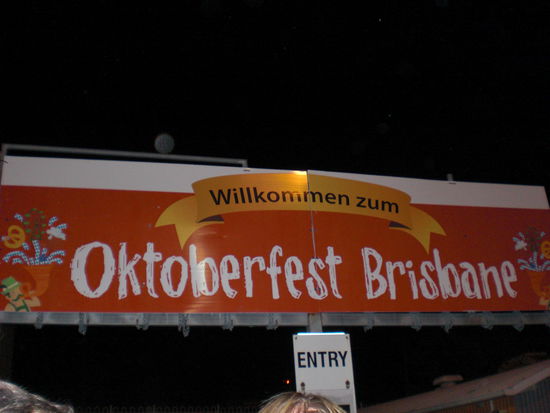 Willkommen zum
Oktoberfest Brisbane
ENTRY